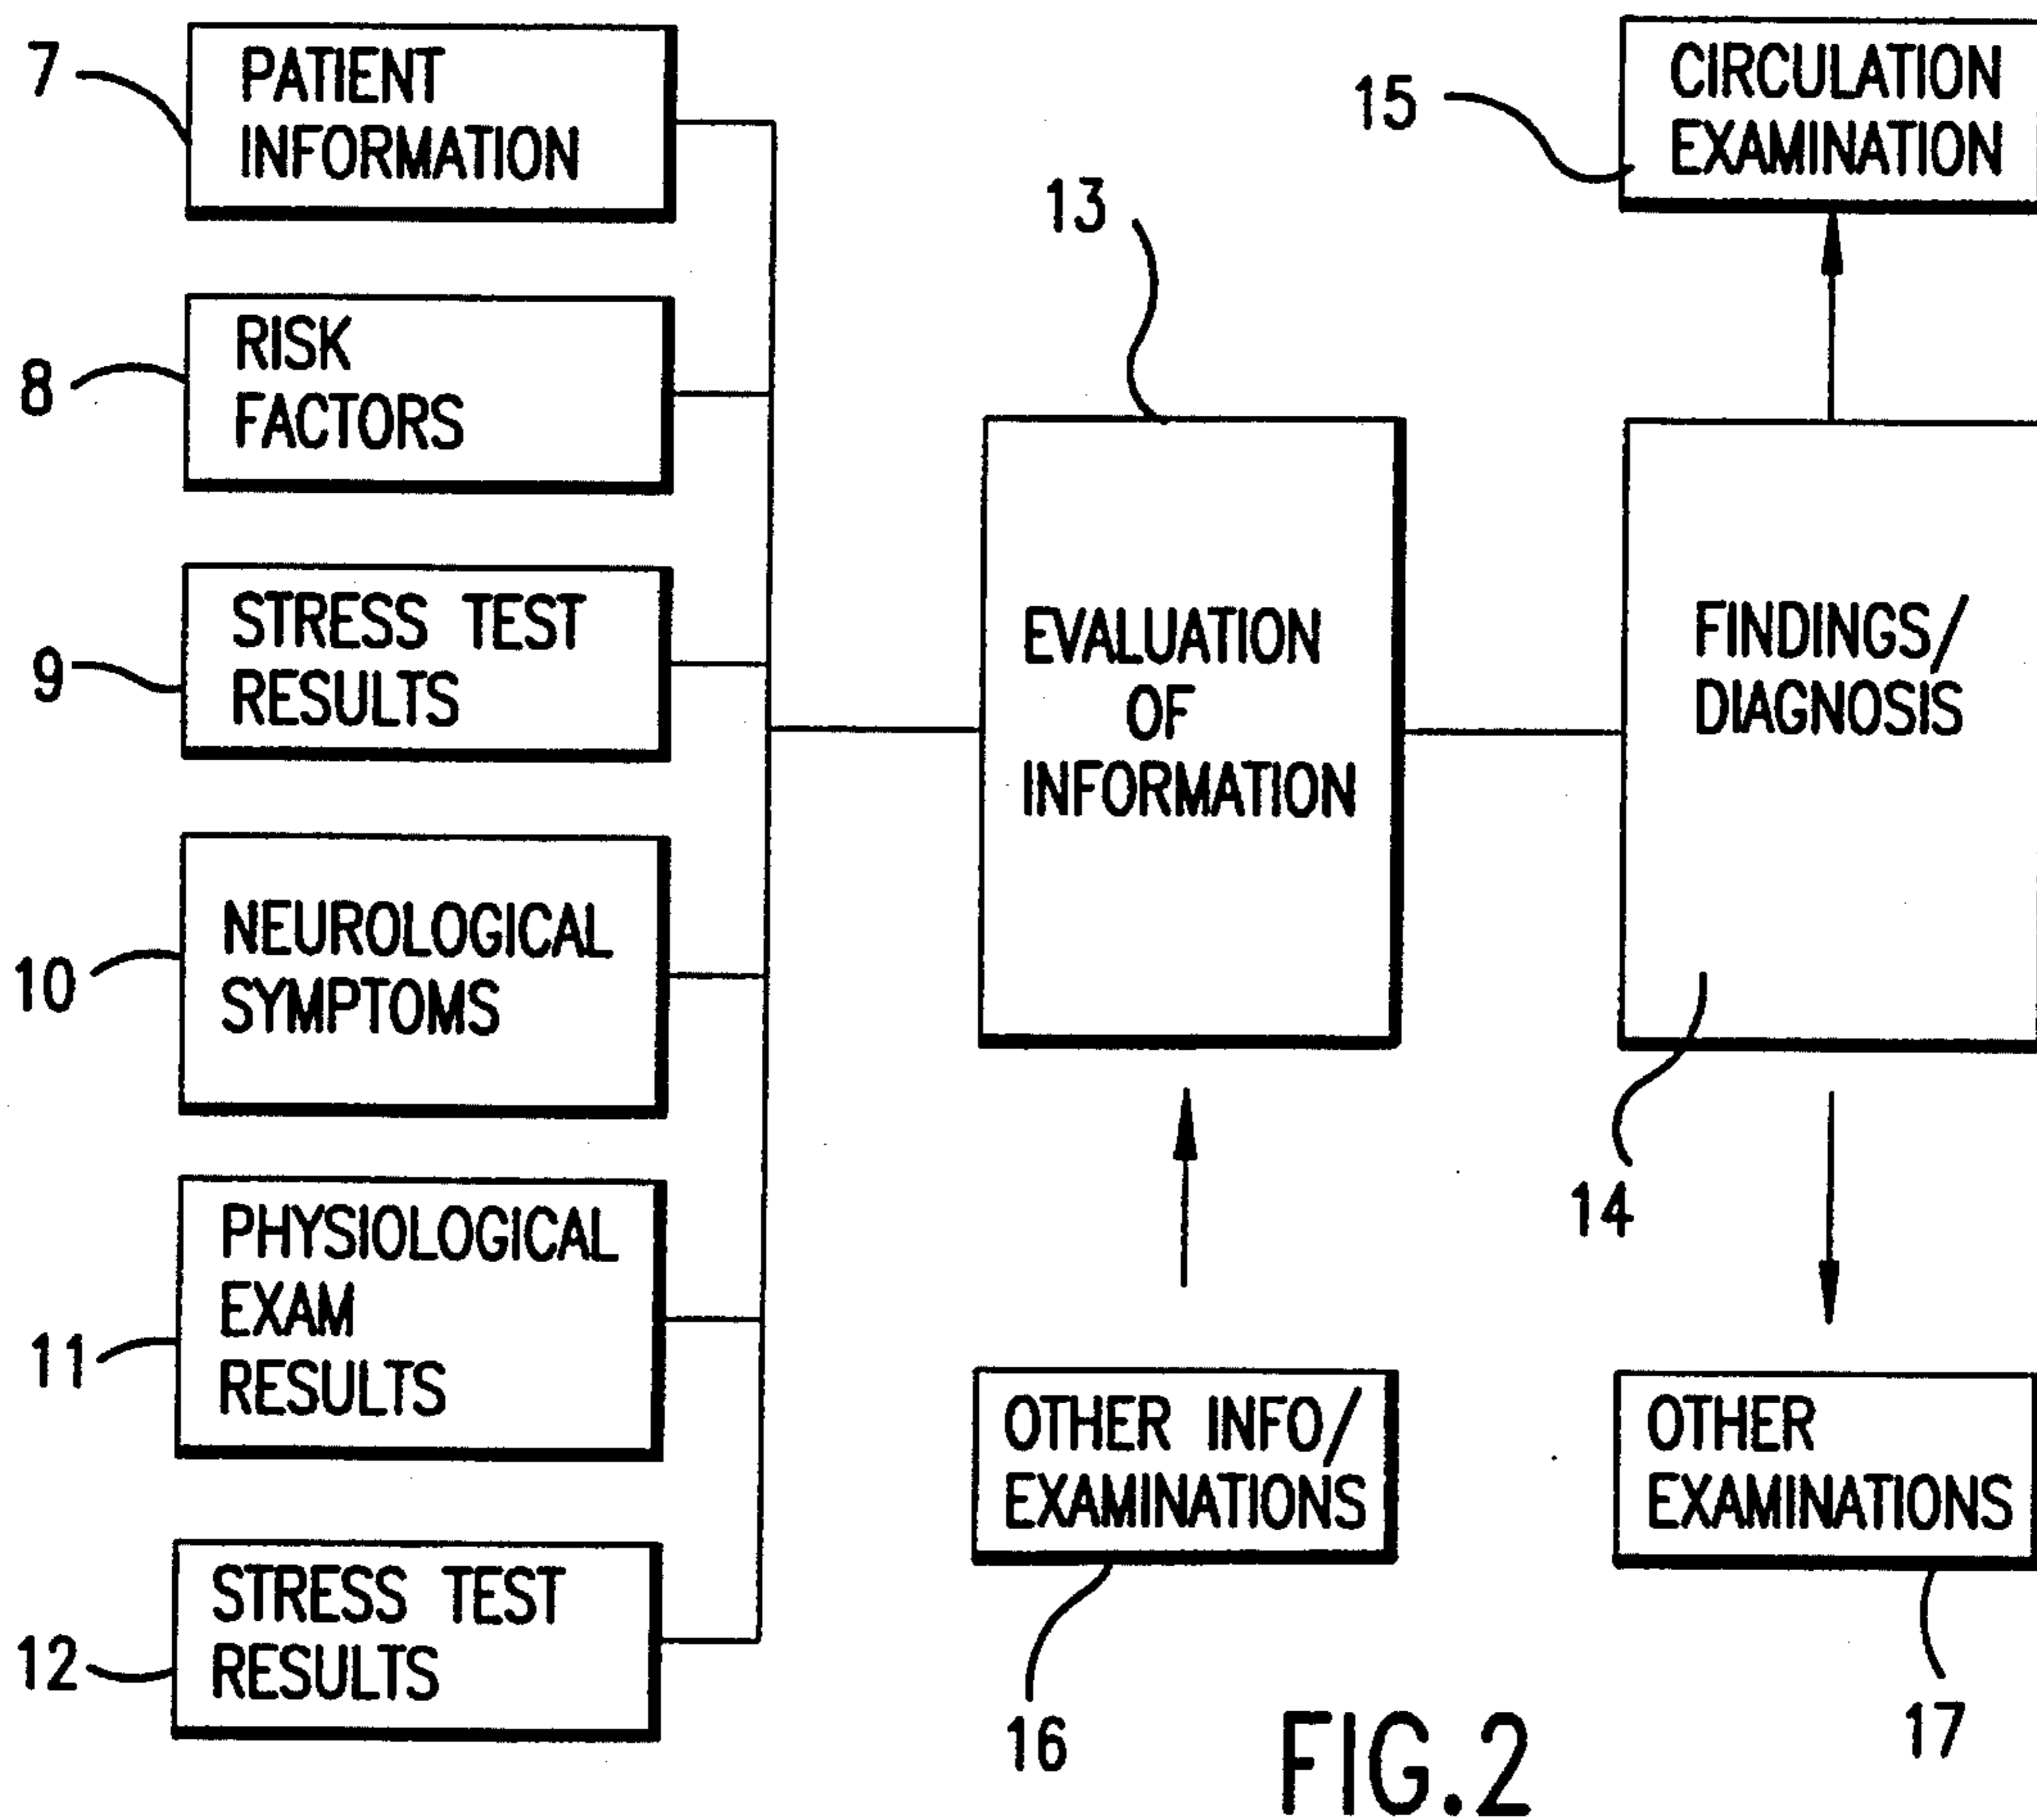 7
PATIENT
INFORMATION
8
RISK
FACTORS
9
STRESS TEST
RESULTS
10
NEUROLOGICAL
SYMPTOMS
11
PHYSIOLOGICAL
EXAM
RESULTS
12
STRESS TEST
RESULTS
13
EVALUATION
OF
INFORMATION
16
OTHER INFO/
EXAMINATIONS
15
CIRCULATION
EXAMINATION
FINDINGS/
DIAGNOSIS
14
OTHER
EXAMINATIONS
17
FIG.2